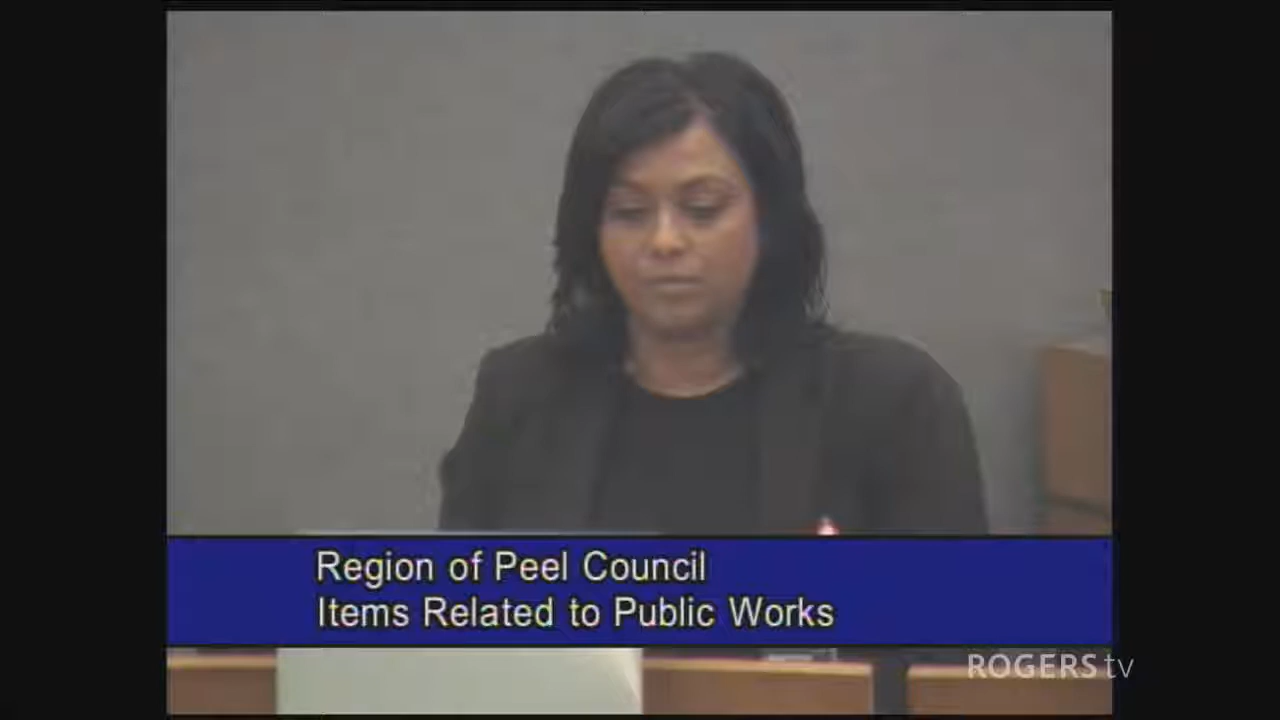 Region of Peel Council
Items Related to Public Works
ROGERS tv